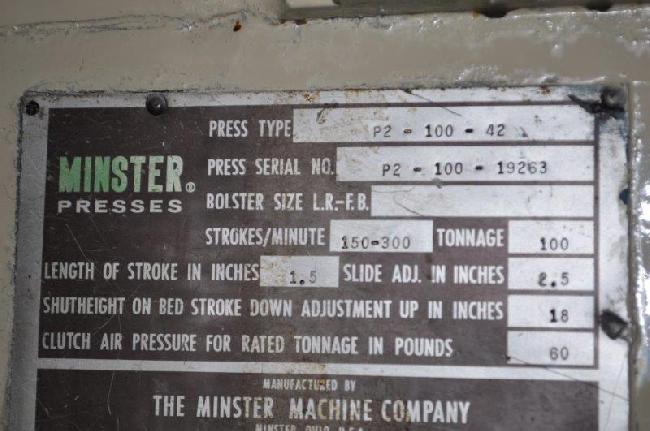 PRESS TYPE P2 - 100 - 42
MINSTER®
PRESSES
PRESS SERIAL NO. P2 - 100 - 19263
BOLSTER SIZE L.R.-F.B.
STROKES/MINUTE 150-300 TONNAGE 100
LENGTH OF STROKE IN INCHES 1.5 SLIDE ADJ. IN INCHES 2.5
SHUTHEIGHT ON BED STROKE DOWN ADJUSTMENT UP IN INCHES 18
CLUTCH AIR PRESSURE FOR RATED TONNAGE IN POUNDS 60
MANUFACTURED BY
THE MINSTER MACHINE COMPANY
MINSTER, OHIO U.S.A.